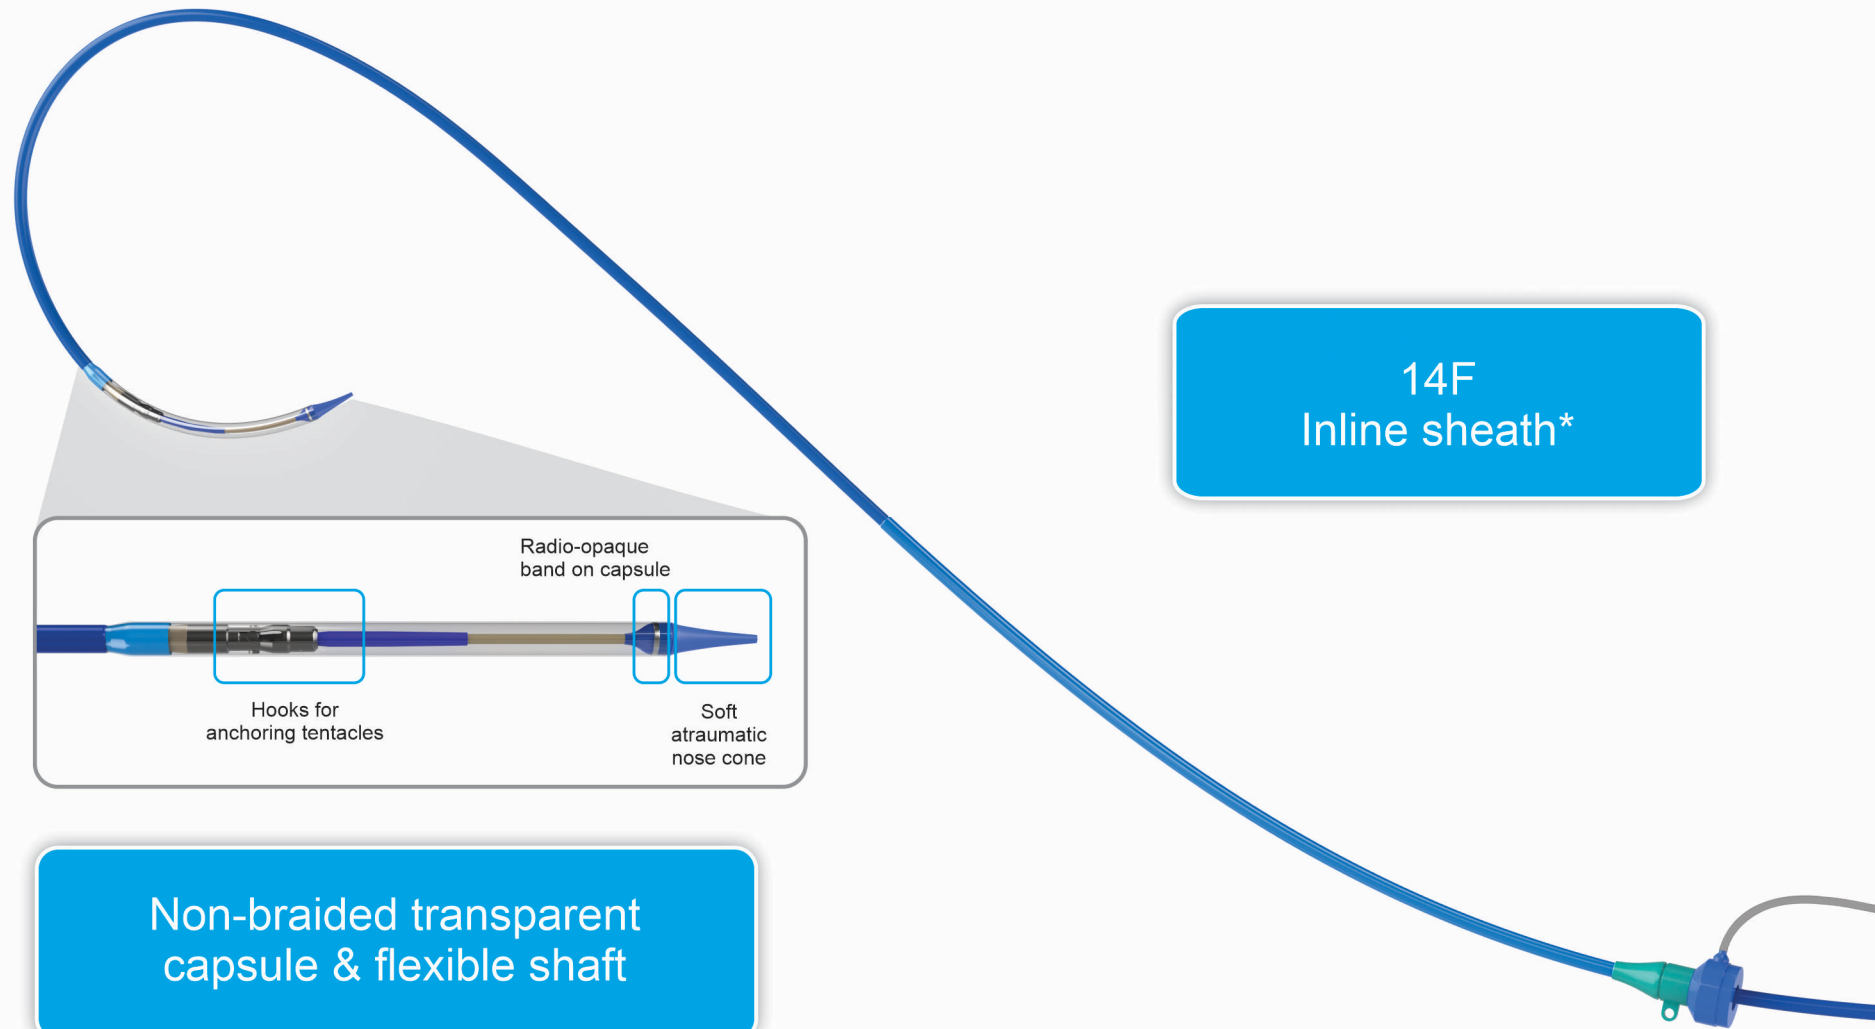 14F
Inline sheath*
Radio-opaque
band on capsule
Hooks for
anchoring tentacles
Soft
atraumatic
nose cone
Non-braided transparent
capsule & flexible shaft